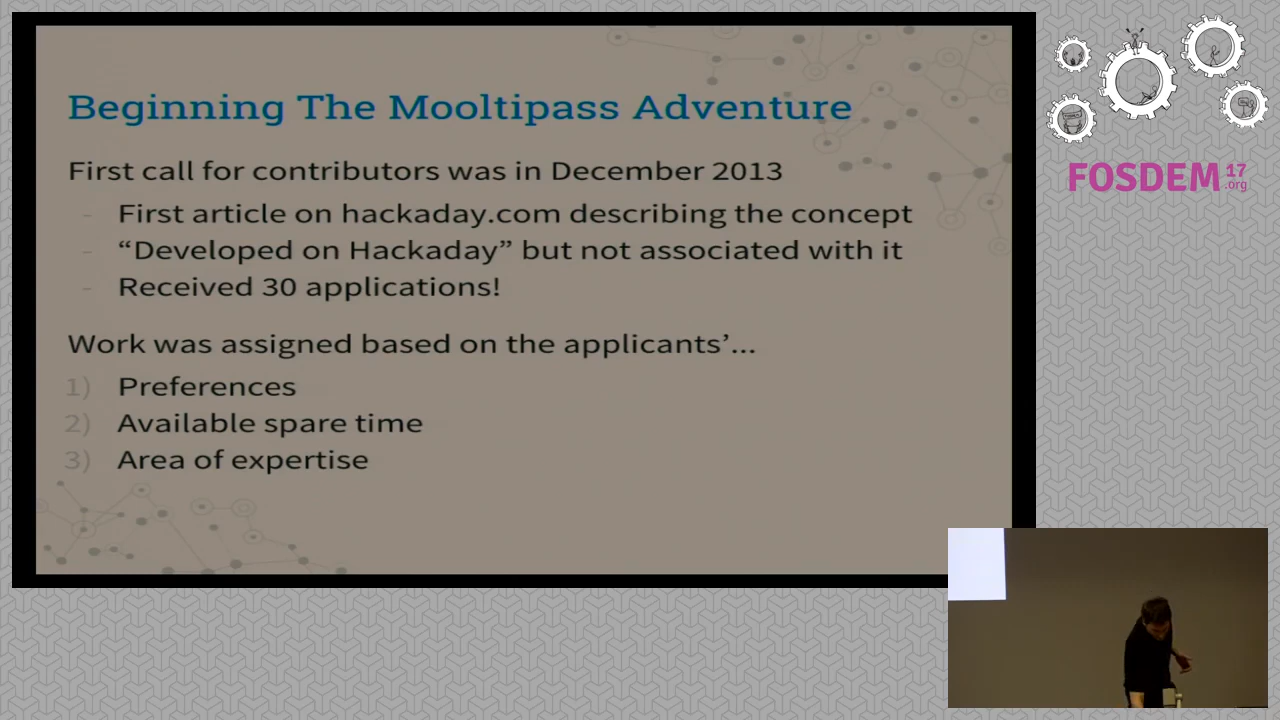 Beginning The Mooltipass Adventure
First call for contributors was in December 2013
- First article on hackaday.com describing the concept
- “Developed on Hackaday” but not associated with it
- Received 30 applications!
Work was assigned based on the applicants’...
1) Preferences
2) Available spare time
3) Area of expertise
FOSDEM 17
.org